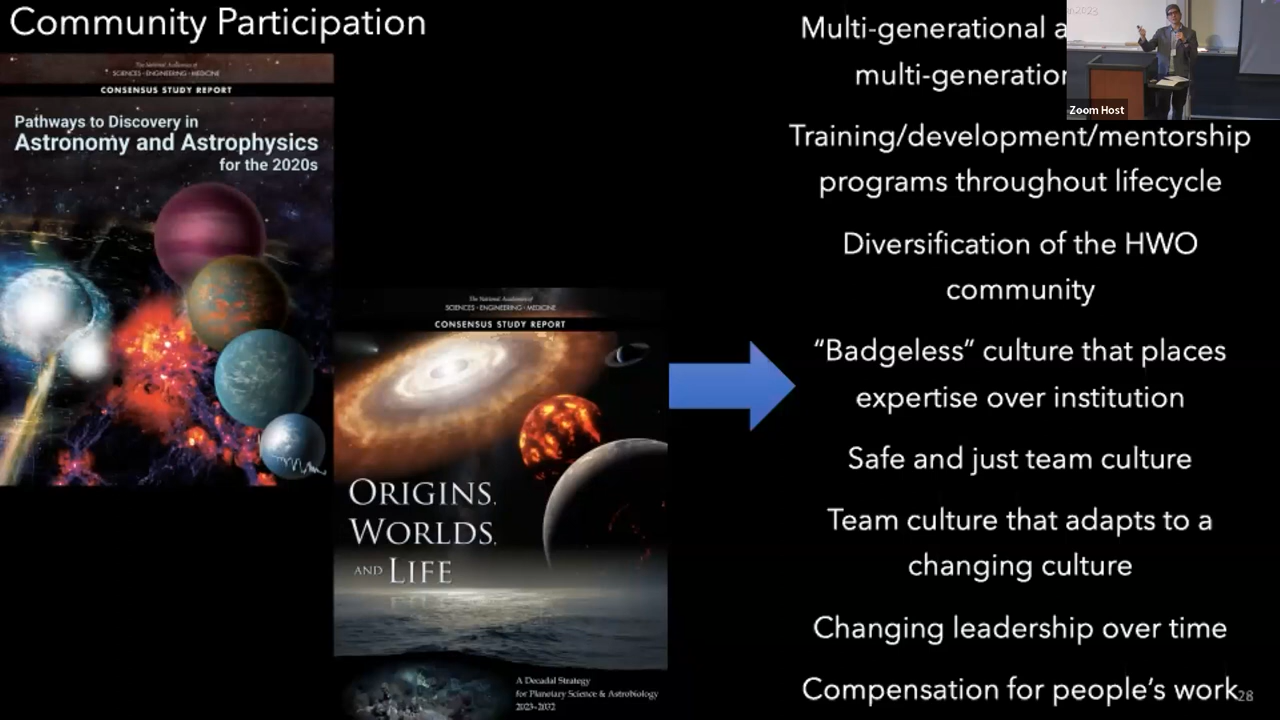 Community Participation
The National Academies of
SCIENCES · ENGINEERING · MEDICINE
CONSENSUS STUDY REPORT
Pathways to Discovery in
Astronomy and Astrophysics
for the 2020s
The National Academies of
SCIENCES · ENGINEERING · MEDICINE
CONSENSUS STUDY REPORT
ORIGINS,
WORLDS,
AND LIFE
A Decadal Strategy
for Planetary Science & Astrobiology
2023–2032
Multi-generational
Training/development/mentorship
programs throughout lifecycle
Diversification of the HWO
community
“Badgeless” culture that places
expertise over institution
Safe and just team culture
Team culture that adapts to a
changing culture
Changing leadership over time
Compensation for people’s work
28
2023
Zoom Host